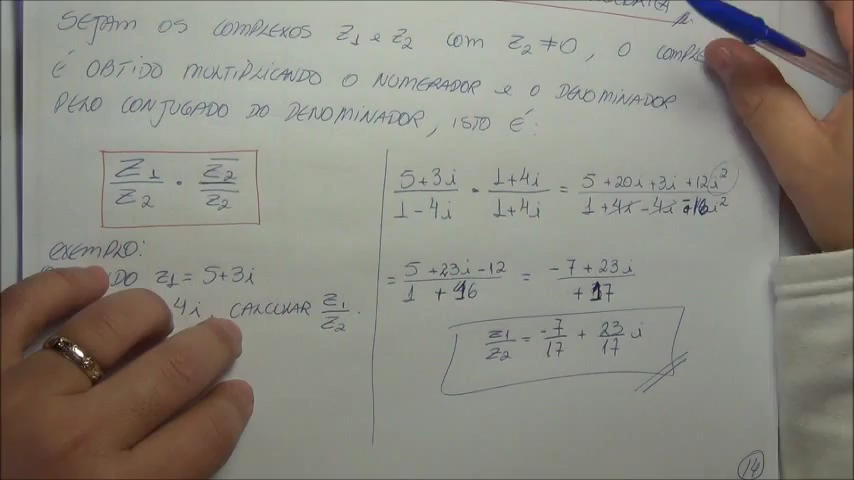 SEJAM OS COMPLEXOS Z1 e Z2 COM Z2 ≠ 0, O
É OBTIDO MULTIPLICANDO O NUMERADOR e O DENOMINADOR
PELO CONJUGADO DO DENOMINADOR, ISTO É:
Z1/Z2 · Z̅2/Z̅2
EXEMPLO:
Z1 = 5+3i
4i, CALCULAR Z1/Z2.
(5+3i)/(1-4i) · (1+4i)/(1+4i) = (5+20i+3i+12i²)/(1+4i-4i-16i²)
= (5+23i-12)/(1+16) = (-7+23i)/(+17)
Z1/Z2 = -7/17 + 23/17 i
14